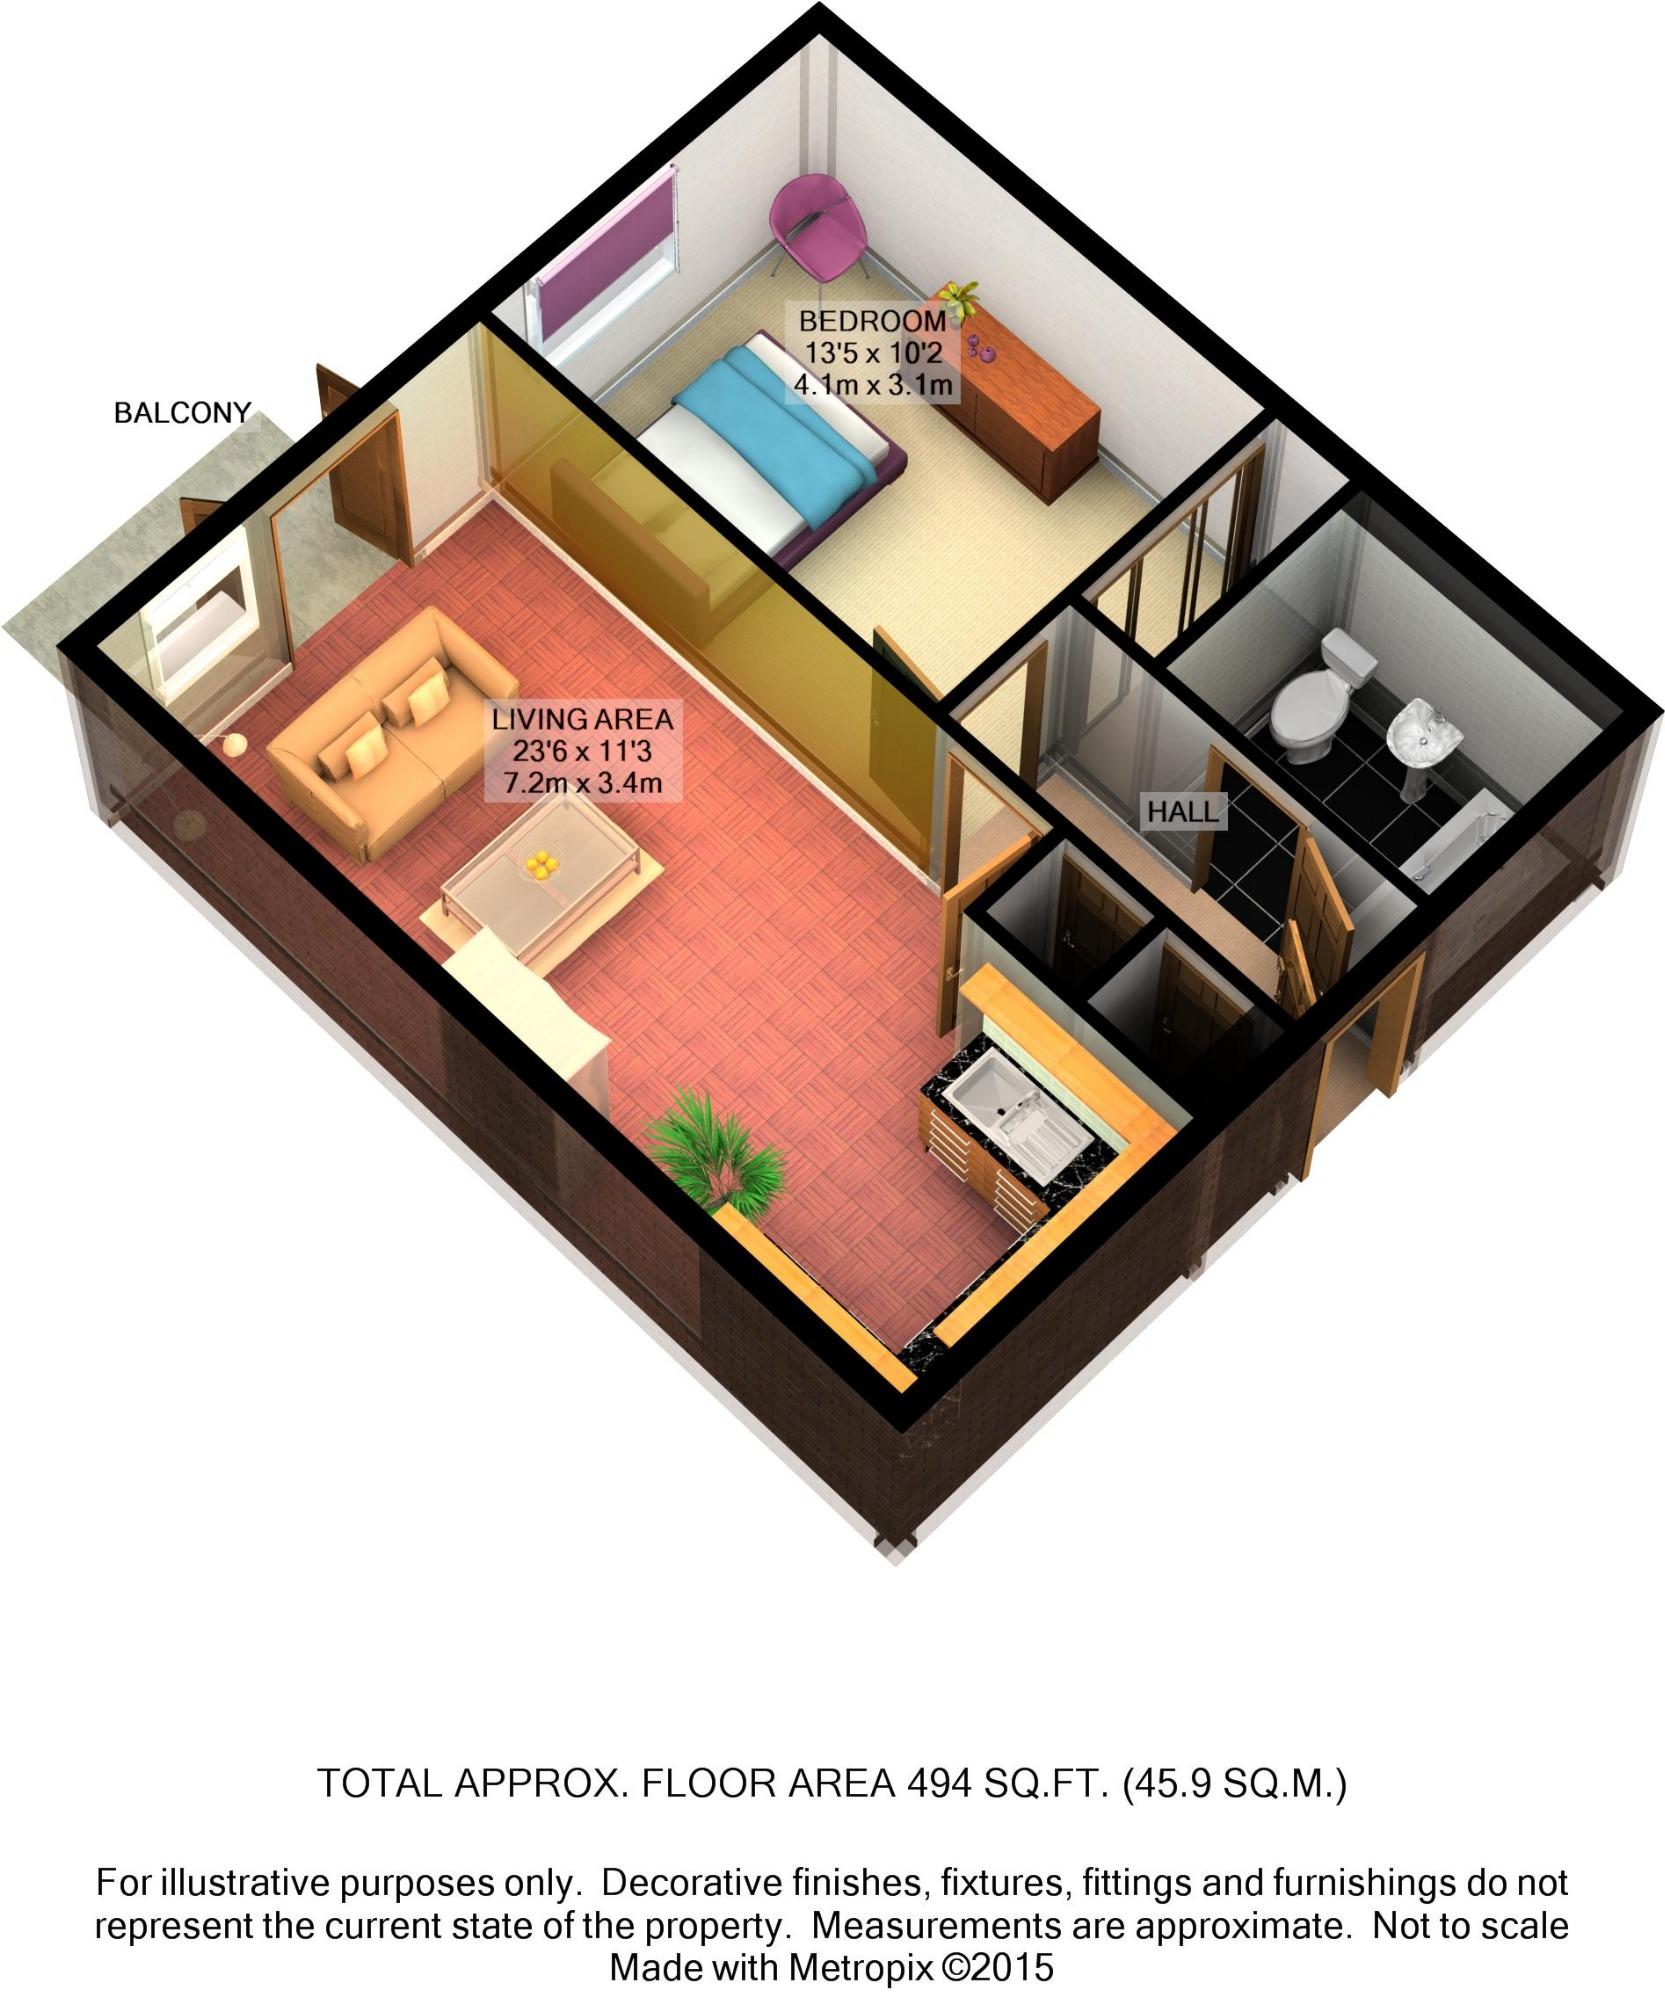 BEDROOM
13'5 x 10'2
4.1m x 3.1m
BALCONY
LIVING AREA
23'6 x 11'3
7.2m x 3.4m
HALL
TOTAL APPROX. FLOOR AREA 494 SQ.FT. (45.9 SQ.M.)
For illustrative purposes only.  Decorative finishes, fixtures, fittings and furnishings do not
represent the current state of the property.  Measurements are approximate.  Not to scale
Made with Metropix ©2015